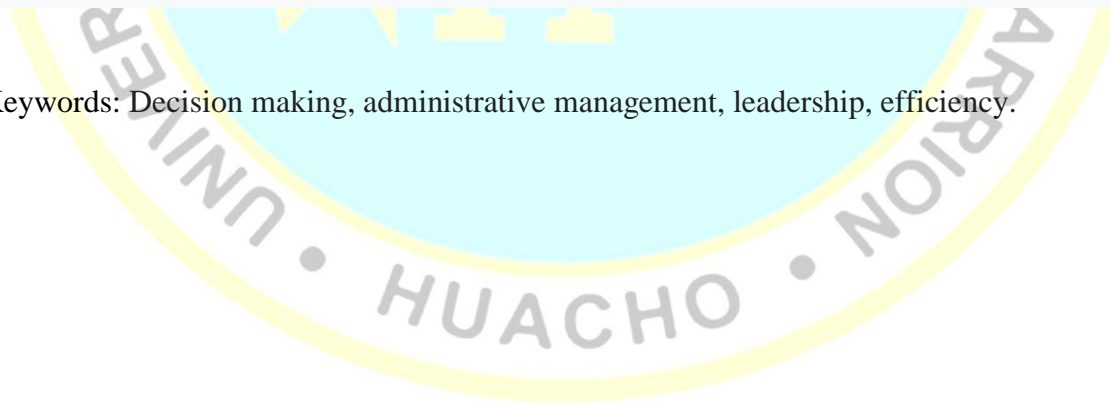 Keywords: Decision making, administrative management, leadership, efficiency.
HUACHO